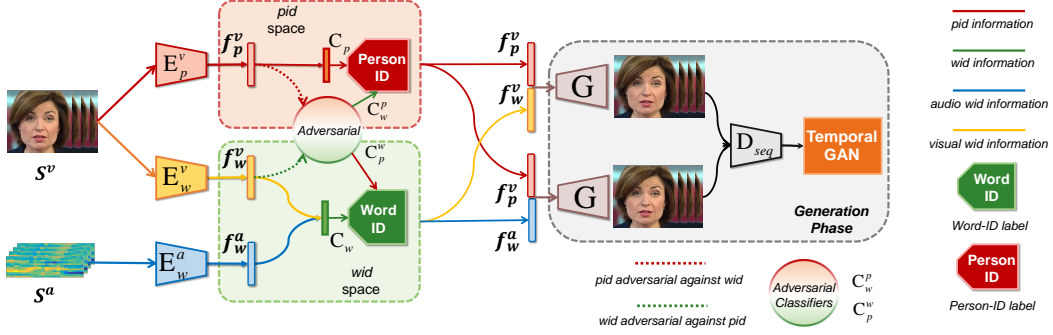 pid
space
f_p^v
C_p
Person
ID
E_p^v
C_w^p
Adversarial
C_p^w
S^v
E_w^v
f_w^v
Word
ID
C_w
f_w^a
E_w^a
S^a
wid
space
f_p^v
f_w^v
G
f_p^v
f_w^a
G
D_seq
Temporal
GAN
Generation
Phase
pid adversarial against wid
wid adversarial against pid
Adversarial
Classifiers
C_w^p
C_p^w
pid information
wid information
audio wid information
visual wid information
Word
ID
Word-ID label
Person
ID
Person-ID label